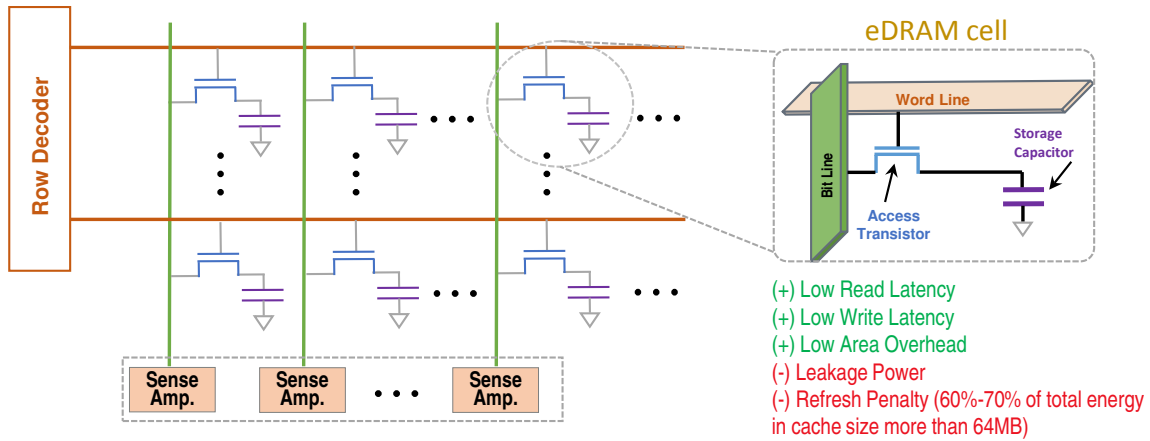 Row Decoder
eDRAM cell
Word Line
Bit Line
Storage
Capacitor
Access
Transistor
(+) Low Read Latency
(+) Low Write Latency
(+) Low Area Overhead
(-) Leakage Power
(-) Refresh Penalty (60%-70% of total energy
in cache size more than 64MB)
Sense
Amp.
Sense
Amp.
Sense
Amp.